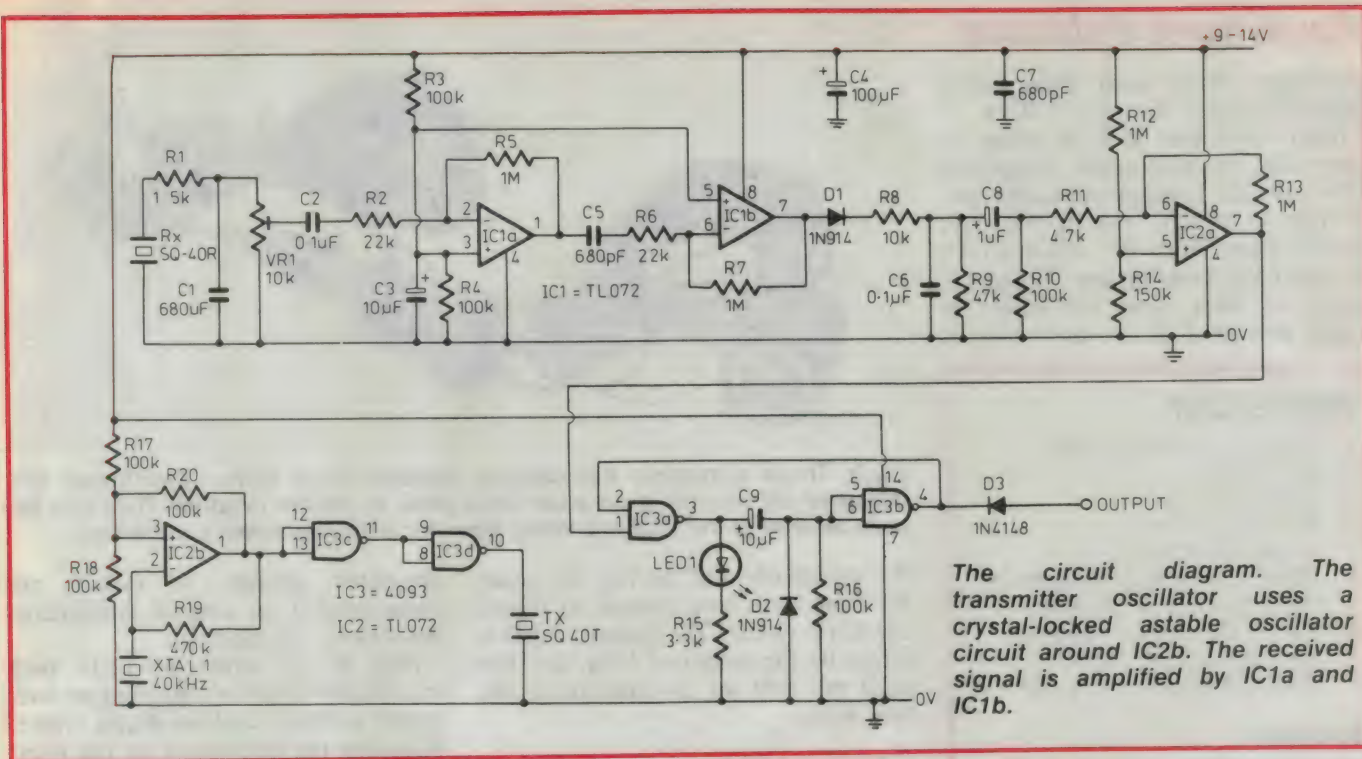 +9-14V
R3
100k
C4
100µF
C7
680pF
R12
1M
R5
1M
R13
1M
R1
1 5k
C2
0·1uF
R2
22k
2
3
IC1a
1
4
C5
680pF
R6
22k
5
6
IC1b
8
7
D1
1N914
R8
10k
C8
1uF
R11
4 7k
6
5
IC2a
8
7
4
Rx
SQ-40R
VR1
10k
C1
680uF
C3
10µF
R4
100k
IC1 = TL072
R7
1M
C6
0·1µF
R9
47k
R10
100k
R14
150k
0V
R17
100k
R20
100k
R18
100k
3
2
IC2b
1
12
13
IC3c
11
9
8
IC3d
10
R19
470k
XTAL 1
40kHz
IC3 = 4093
IC2 = TL072
TX
SQ 40T
2
1
IC3a
3
C9
10µF
5
6
14
IC3b
4
7
D3
1N4148
OUTPUT
LED1
R15
3·3k
D2
1N914
R16
100k
0V
The circuit diagram. The
transmitter oscillator uses a
crystal-locked astable oscillator
circuit around IC2b. The received
signal is amplified by IC1a and
IC1b.